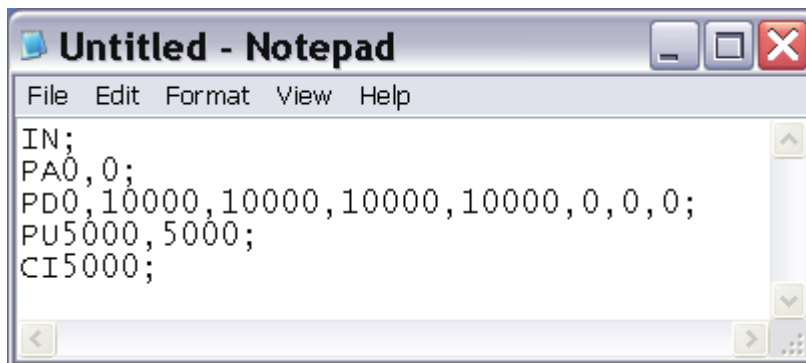 Untitled - Notepad
File Edit Format View Help
IN;
PA0,0;
PD0,10000,10000,10000,10000,0,0,0;
PU5000,5000;
CI5000;